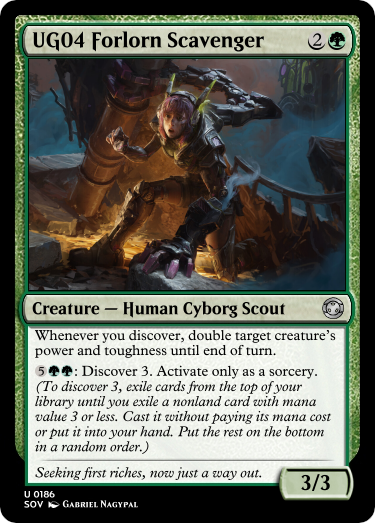 UG04 Forlorn Scavenger 2
Creature — Human Cyborg Scout
Whenever you discover, double target creature's
power and toughness until end of turn.
5: Discover 3. Activate only as a sorcery.
(To discover 3, exile cards from the top of your
library until you exile a nonland card with mana
value 3 or less. Cast it without paying its mana cost
or put it into your hand. Put the rest on the bottom
in a random order.)
Seeking first riches, now just a way out.
3/3
U 0186
SOV GABRIEL NAGYPAL